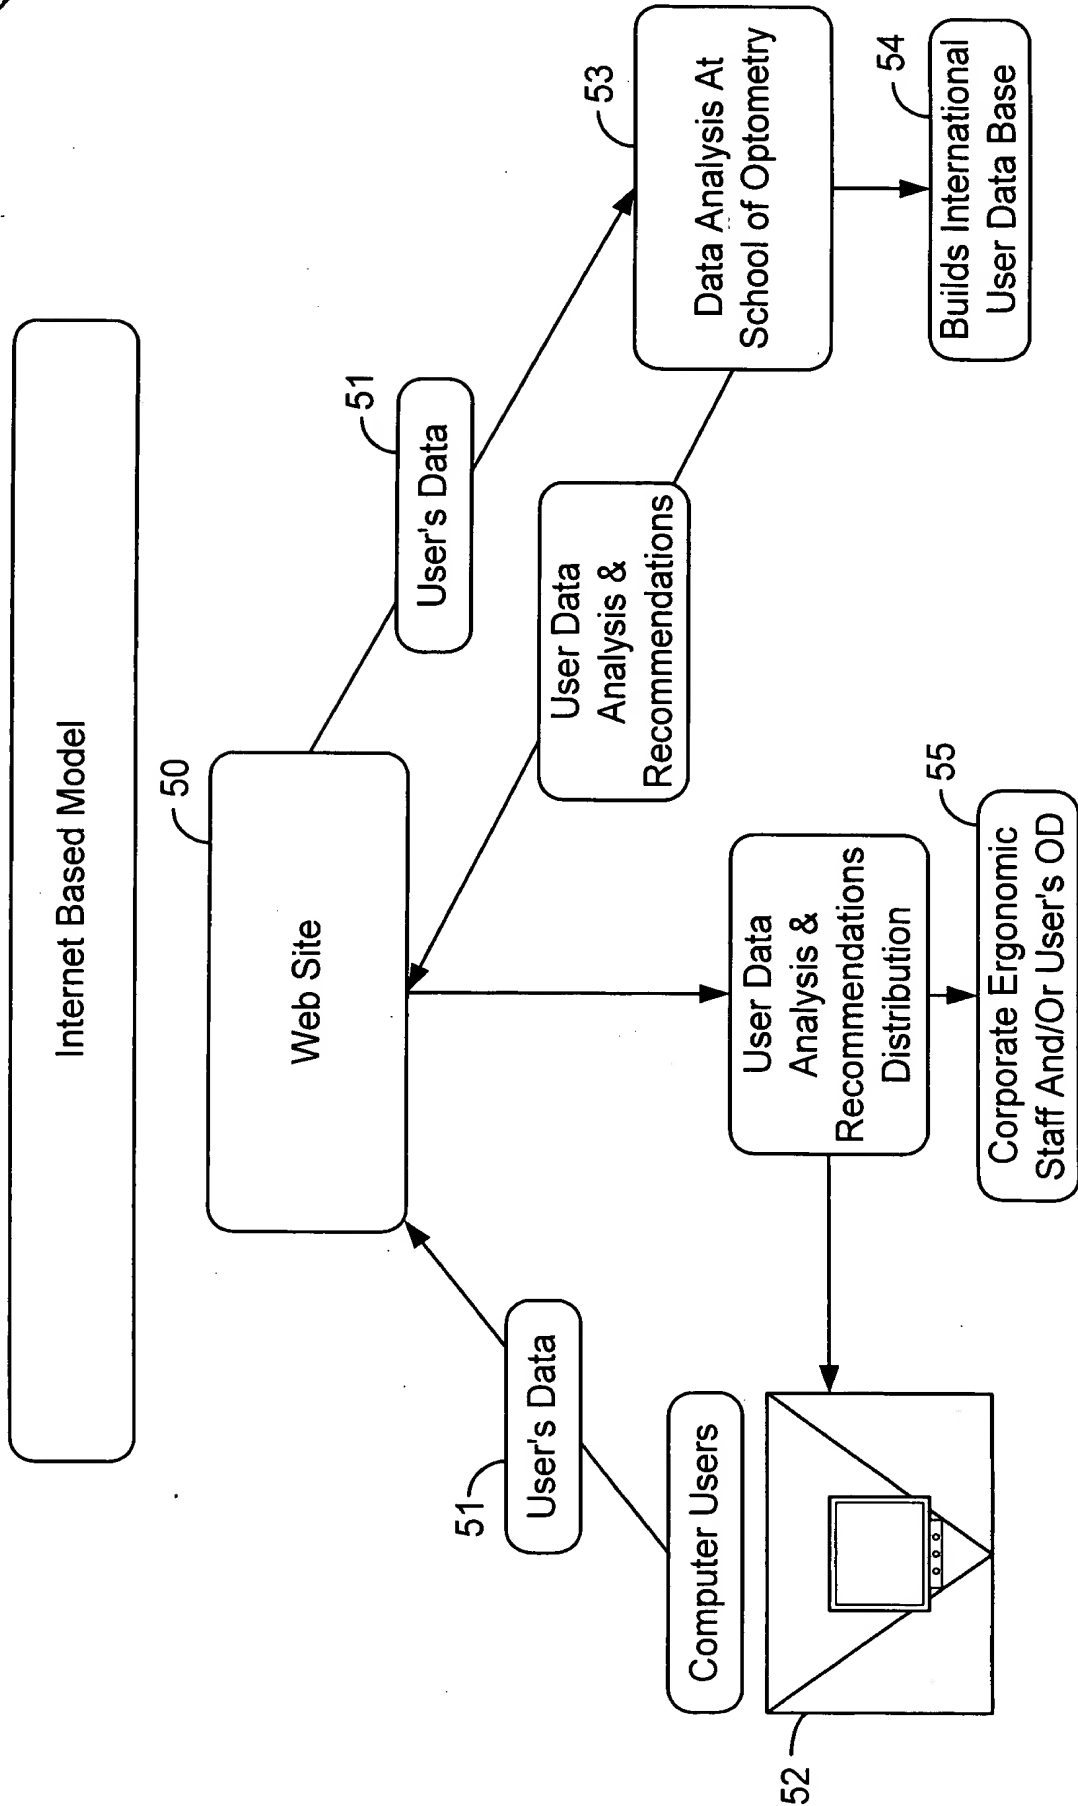 Internet Based Model
50
Web Site
51
User's Data
51
User's Data
53
Data Analysis At
School of Optometry
User Data
Analysis &
Recommendations
54
Builds International
User Data Base
Computer Users
52
User Data
Analysis &
Recommendations
Distribution
55
Corporate Ergonomic
Staff And/Or User's OD